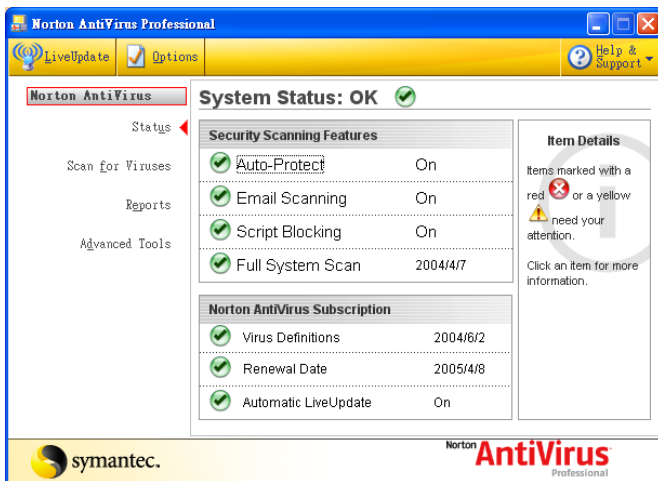 Norton AntiVirus Professional
LiveUpdate
Options
Help &
Support
Norton AntiVirus
Status
Scan for Viruses
Reports
Advanced Tools
System Status: OK
Security Scanning Features
Auto-Protect On
Email Scanning On
Script Blocking On
Full System Scan 2004/4/7
Norton AntiVirus Subscription
Virus Definitions 2004/6/2
Renewal Date 2005/4/8
Automatic LiveUpdate On
Item Details
Items marked with a
red or a yellow
need your
attention.
Click an item for more
information.
symantec.
Norton AntiVirus
Professional